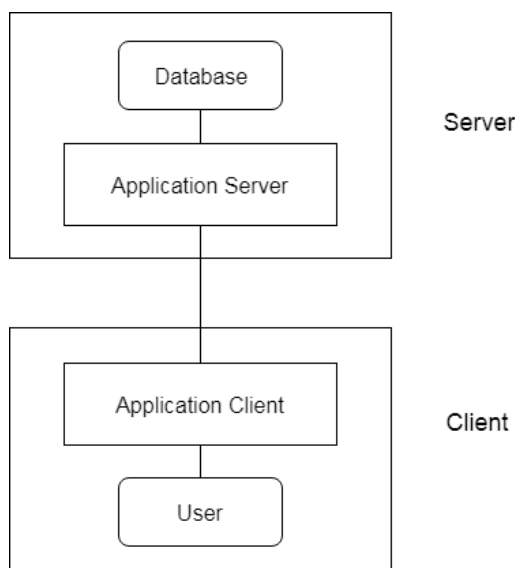 Database
Server
Application Server
Application Client
Client
User